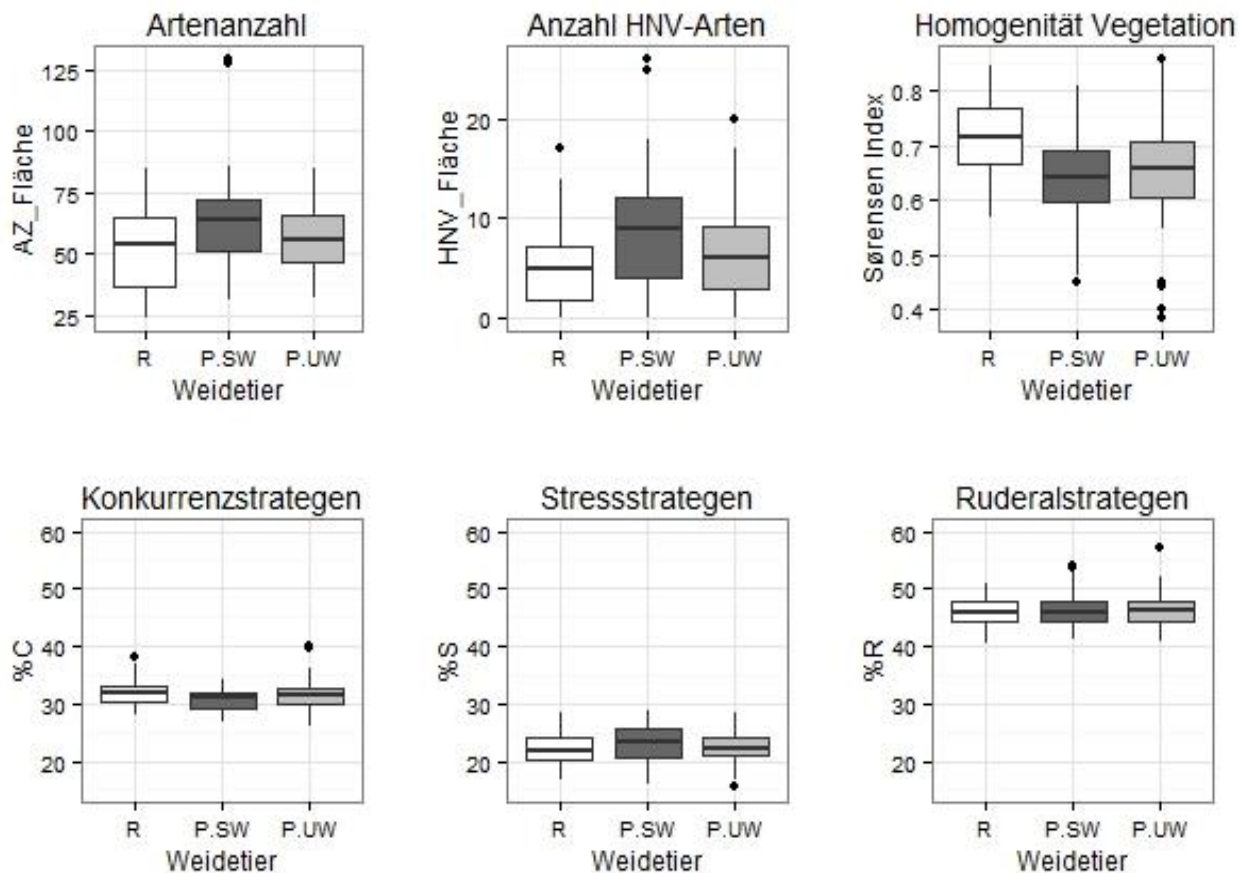 Artenanzahl
AZ_Fläche
125
100
75
50
25
R P.SW P.UW
Weidetier
Anzahl HNV-Arten
HNV_Fläche
20
10
0
R P.SW P.UW
Weidetier
Homogenität Vegetation
Sørensen Index
0.8
0.7
0.6
0.5
0.4
R P.SW P.UW
Weidetier
Konkurrenzstrategen
%C
60
50
40
30
20
R P.SW P.UW
Weidetier
Stressstrategen
%S
60
50
40
30
20
R P.SW P.UW
Weidetier
Ruderalstrategen
%R
60
50
40
30
20
R P.SW P.UW
Weidetier